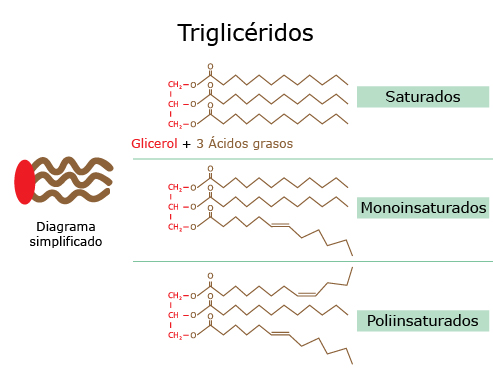 Triglicéridos
O
CH₂—O
O
CH—O
O
CH₂—O
Saturados
Glicerol + 3 Ácidos grasos
O
CH₂—O
O
CH—O
O
CH₂—O
Monoinsaturados
Diagrama
simplificado
O
CH₂—O
O
CH—O
O
CH₂—O
Poliinsaturados